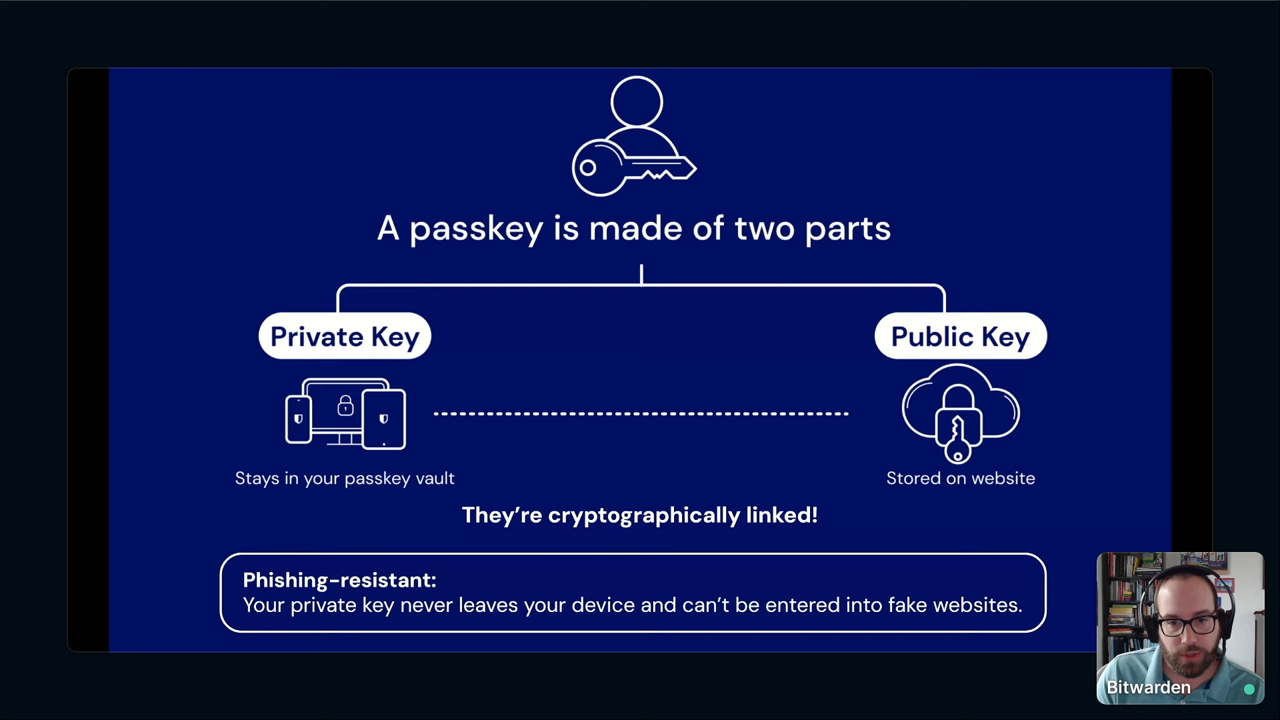 A passkey is made of two parts
Private Key
Public Key
Stays in your passkey vault
Stored on website
They’re cryptographically linked!
Phishing-resistant:
Your private key never leaves your device and can’t be entered into fake websites.
Bitwarden